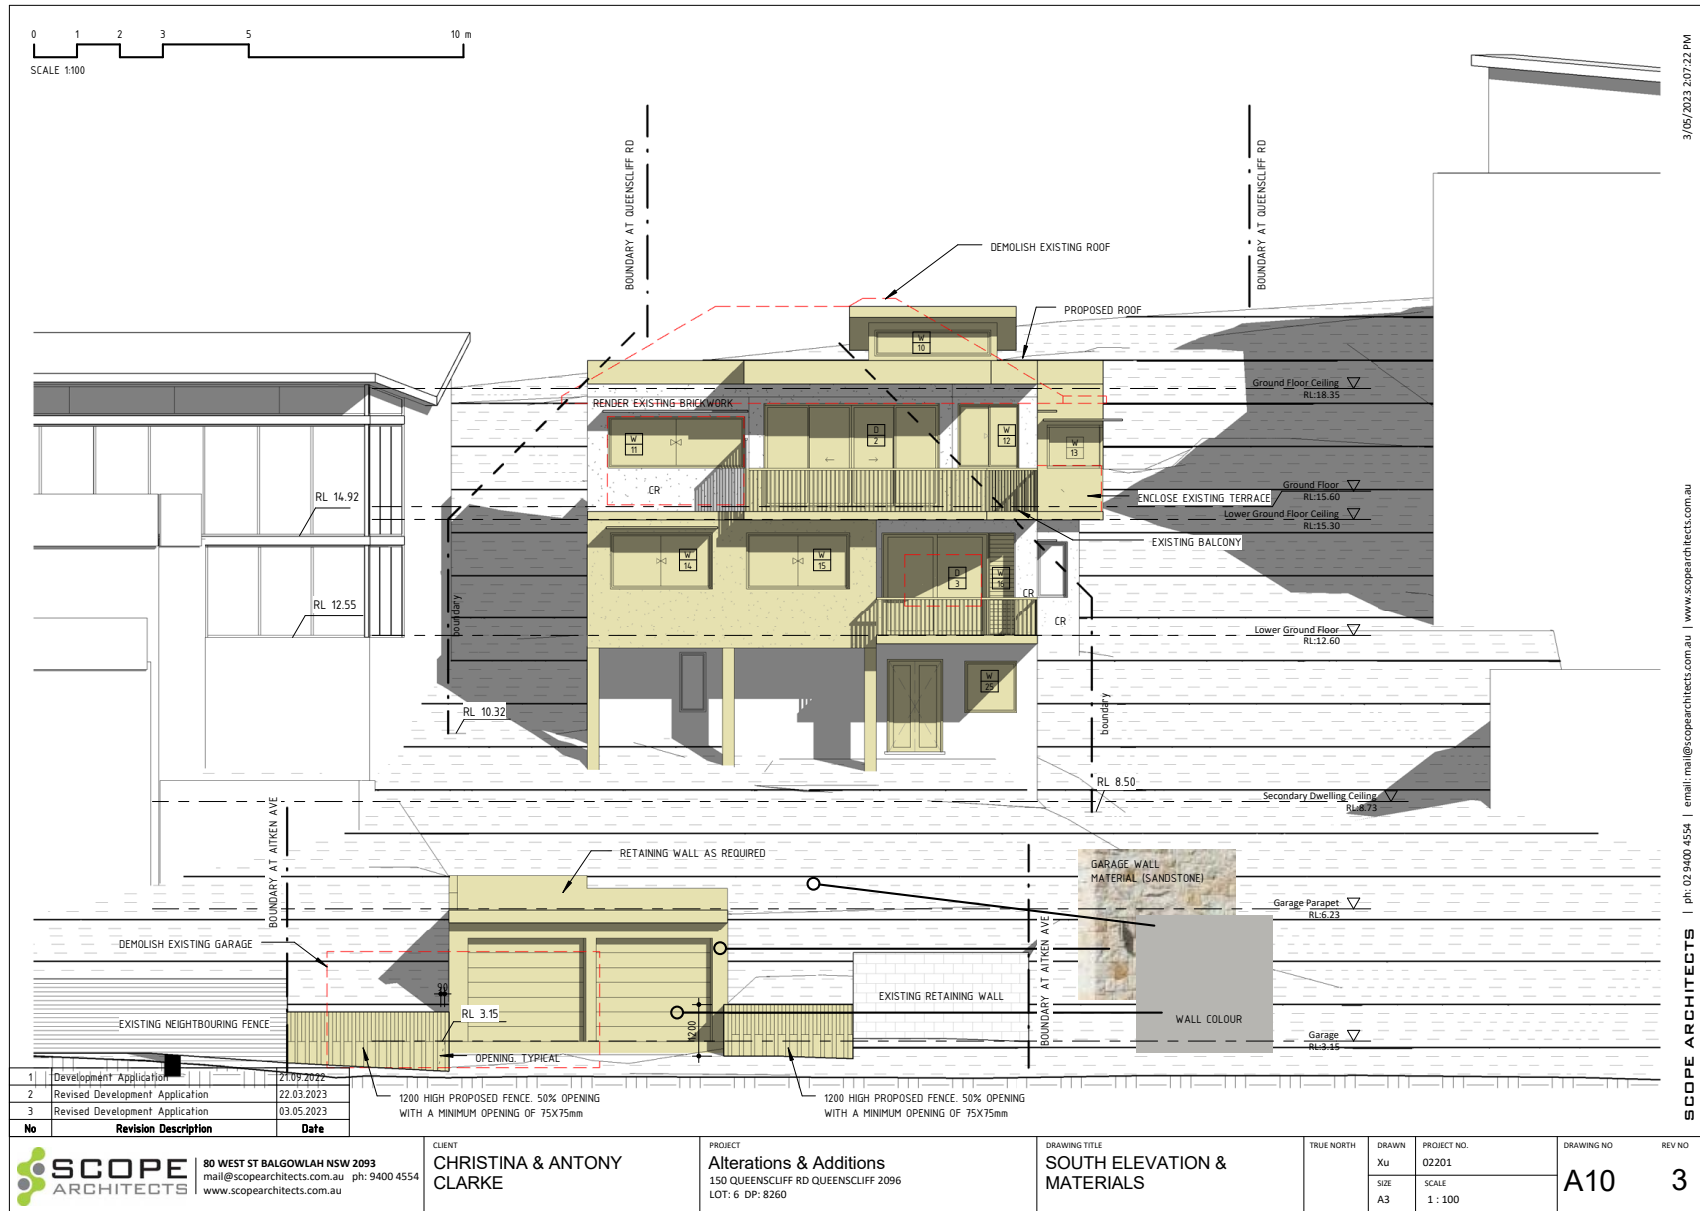 0 1 2 3 5 10 m
SCALE 1:100
3/05/2023 2:07:22 PM
BOUNDARY AT QUEENSCLIFF RD
BOUNDARY AT QUEENSCLIFF RD
DEMOLISH EXISTING ROOF
PROPOSED ROOF
W
10
Ground Floor Ceiling
RL:18.35
RENDER EXISTING BRICKWORK
W
11
D
2
W
12
W
13
CR
RL 14.92
Ground Floor
RL:15.60
ENCLOSE EXISTING TERRACE
Lower Ground Floor Ceiling
RL:15.30
EXISTING BALCONY
W
14
W
15
D
3
W
16
CR
CR
RL 12.55
boundary
Lower Ground Floor
RL:12.60
W
25
boundary
RL 10.32
RL 8.50
Secondary Dwelling Ceiling
RL:8.73
BOUNDARY AT AITKEN AVE
RETAINING WALL AS REQUIRED
GARAGE WALL
MATERIAL (SANDSTONE)
Garage Parapet
RL:6.23
DEMOLISH EXISTING GARAGE
BOUNDARY AT AITKEN AVE
90
EXISTING RETAINING WALL
RL 3.15
WALL COLOUR
EXISTING NEIGHTBOURING FENCE
1200
Garage
RL:3.15
OPENING. TYPICAL
1200 HIGH PROPOSED FENCE. 50% OPENING
WITH A MINIMUM OPENING OF 75X75mm
1200 HIGH PROPOSED FENCE. 50% OPENING
WITH A MINIMUM OPENING OF 75X75mm
1 Development Application 21.09.2022
2 Revised Development Application 22.03.2023
3 Revised Development Application 03.05.2023
No Revision Description Date
SCOPE ARCHITECTS | ph: 02 9400 4554 | email: mail@scopearchitects.com.au | www.scopearchitects.com.au
SCOPE
ARCHITECTS
80 WEST ST BALGOWLAH NSW 2093
mail@scopearchitects.com.au ph: 9400 4554
www.scopearchitects.com.au
CLIENT
CHRISTINA & ANTONY
CLARKE
PROJECT
Alterations & Additions
150 QUEENSCLIFF RD QUEENSCLIFF 2096
LOT: 6 DP: 8260
DRAWING TITLE
SOUTH ELEVATION &
MATERIALS
TRUE NORTH
DRAWN
Xu
PROJECT NO.
02201
SIZE
A3
SCALE
1 : 100
DRAWING NO
A10
REV NO
3